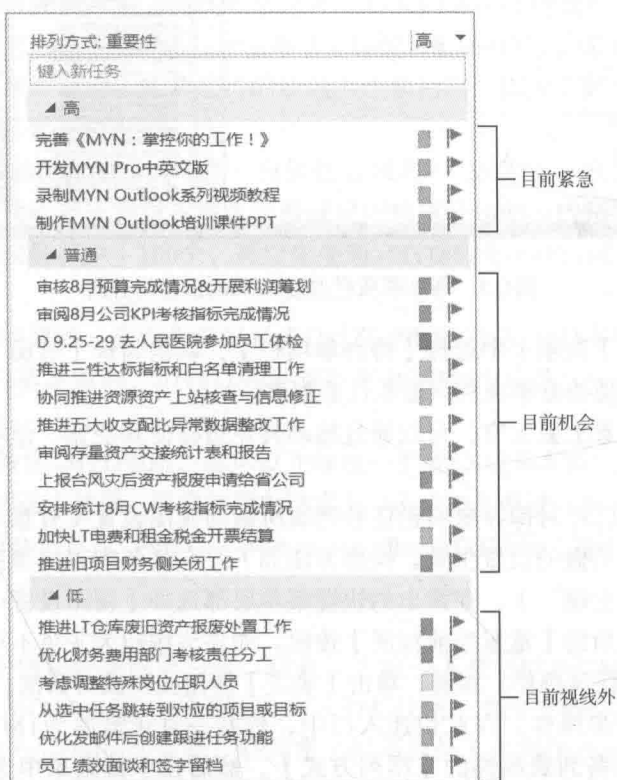 排列方式: 重要性 高
键入新任务
高
完善《MYN：掌控你的工作！》
开发MYN Pro中英文版
录制MYN Outlook系列视频教程
制作MYN Outlook培训课件PPT
目前紧急
普通
审核8月预算完成情况&开展利润筹划
审阅8月公司KPI考核指标完成情况
D 9.25-29 去人民医院参加员工体检
推进三性达标指标和白名单清理工作
协同推进资源资产上站核查与信息修正
推进五大收支配比异常数据整改工作
审阅存量资产交接统计表和报告
上报台风灾后资产报废申请给省公司
安排统计8月CW考核指标完成情况
加快LT电费和租金税金开票结算
推进旧项目财务侧关闭工作
目前机会
低
推进LT仓库废旧资产报废处置工作
优化财务费用部门考核责任分工
考虑调整特殊岗位任职人员
从选中任务跳转到对应的项目或目标
优化发邮件后创建跟进任务功能
员工绩效面谈和签字留档
目前视线外